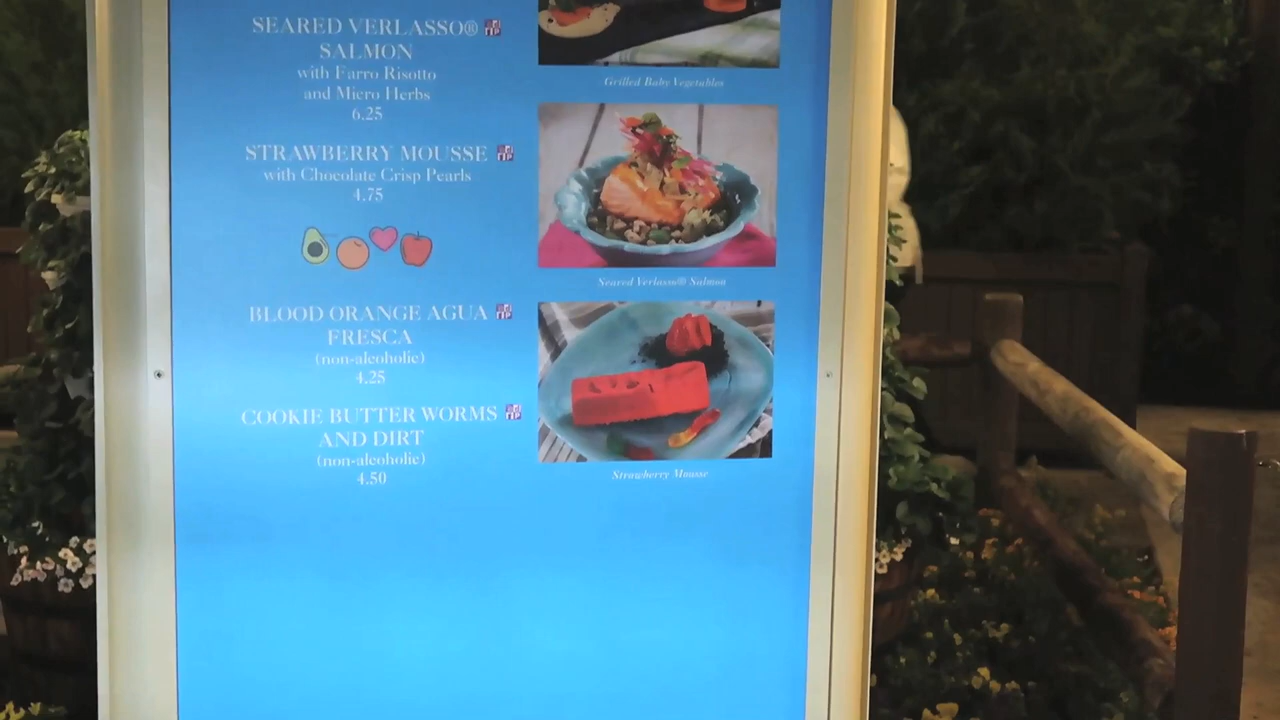 SEARED VERLASSO®
SALMON
with Farro Risotto
and Micro Herbs
6.25
STRAWBERRY MOUSSE
with Chocolate Crisp Pearls
4.75
BLOOD ORANGE AGUA
FRESCA
(non-alcoholic)
4.25
COOKIE BUTTER WORMS
AND DIRT
(non-alcoholic)
4.50
Grilled Baby Vegetables
Seared Verlasso® Salmon
Strawberry Mousse